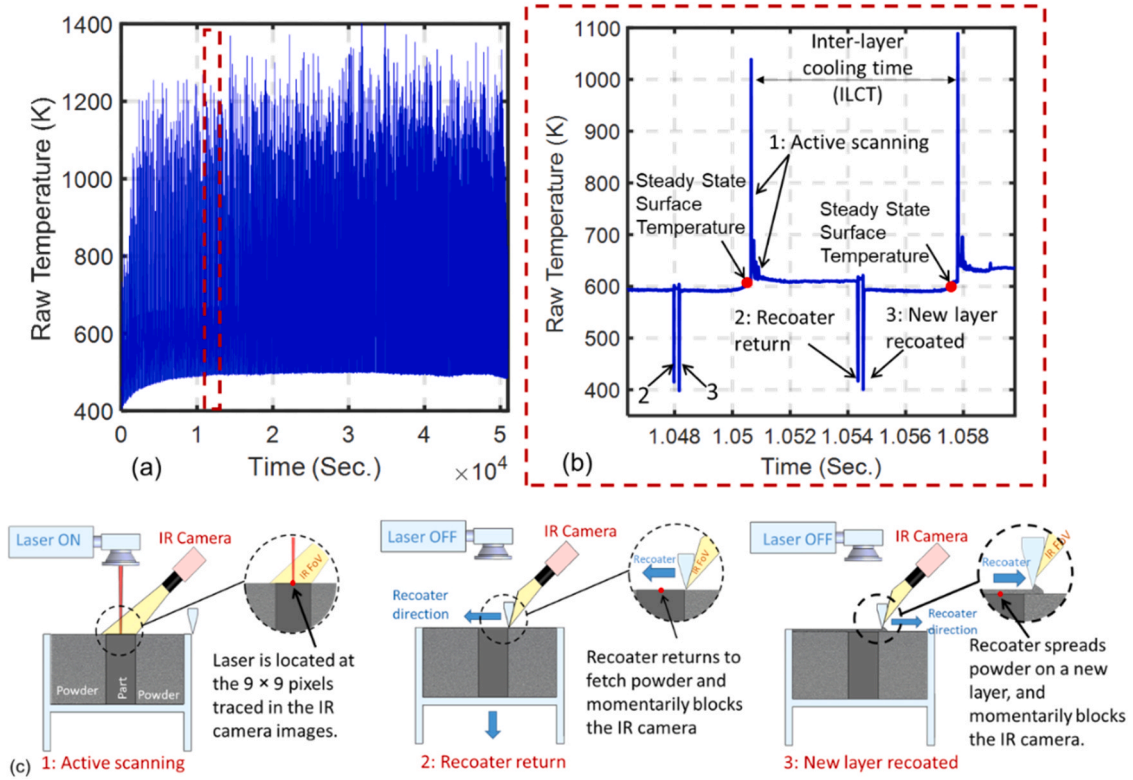 1400
1200
1000
800
600
400
Raw Temperature (K)
0
1
2
3
4
5
Time (Sec.)
×10⁴
(a)
1100
1000
900
800
700
600
500
400
Raw Temperature (K)
Inter-layer
cooling time
(ILCT)
1: Active scanning
Steady State
Surface
Temperature
Steady State
Surface
Temperature
2: Recoater
return
3: New layer
recoated
2
3
1.048
1.05
1.052
1.054
1.056
1.058
Time (Sec.)
(b)
Laser ON
IR Camera
IR FoV
Powder
Part
Powder
Laser is located at
the 9 × 9 pixels
traced in the IR
camera images.
(c)
1: Active scanning
Laser OFF
IR Camera
Recoater
IR FoV
Recoater
direction
Recoater returns to
fetch powder and
momentarily blocks
the IR camera
2: Recoater return
Laser OFF
IR Camera
Recoater
IR FoV
Recoater
direction
Recoater spreads
powder on a new
layer, and
momentarily blocks
the IR camera.
3: New layer recoated